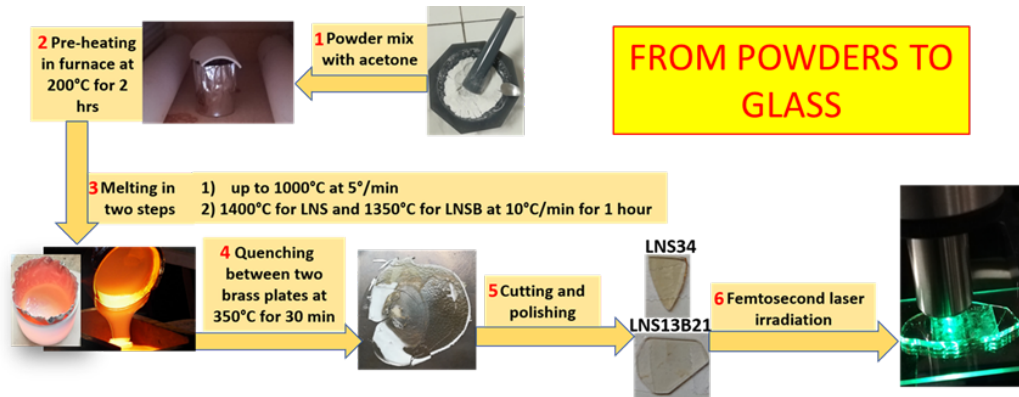 FROM POWDERS TO
GLASS
1 Powder mix
with acetone
2 Pre-heating
in furnace at
200°C for 2
hrs
3 Melting in
two steps
1) up to 1000°C at 5°/min
2) 1400°C for LNS and 1350°C for LNSB at 10°C/min for 1 hour
4 Quenching
between two
brass plates at
350°C for 30 min
5 Cutting and
polishing
LNS34
LNS13B21
6 Femtosecond laser
irradiation